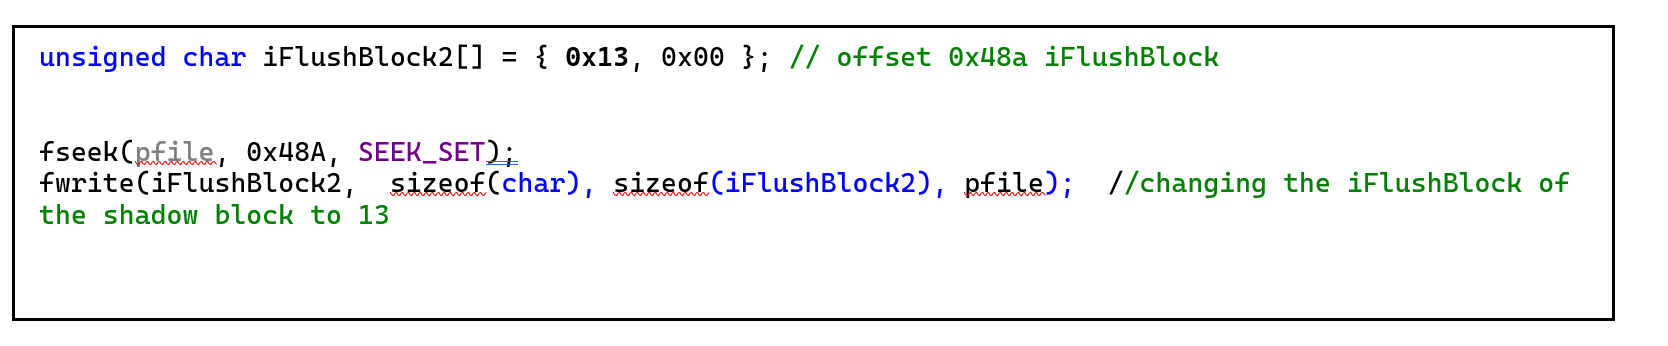 unsigned char iFlushBlock2[] = { 0x13, 0x00 }; // offset 0x48a iFlushBlock
fseek(pfile, 0x48A, SEEK_SET);
fwrite(iFlushBlock2,  sizeof(char), sizeof(iFlushBlock2), pfile);  //changing the iFlushBlock of
the shadow block to 13